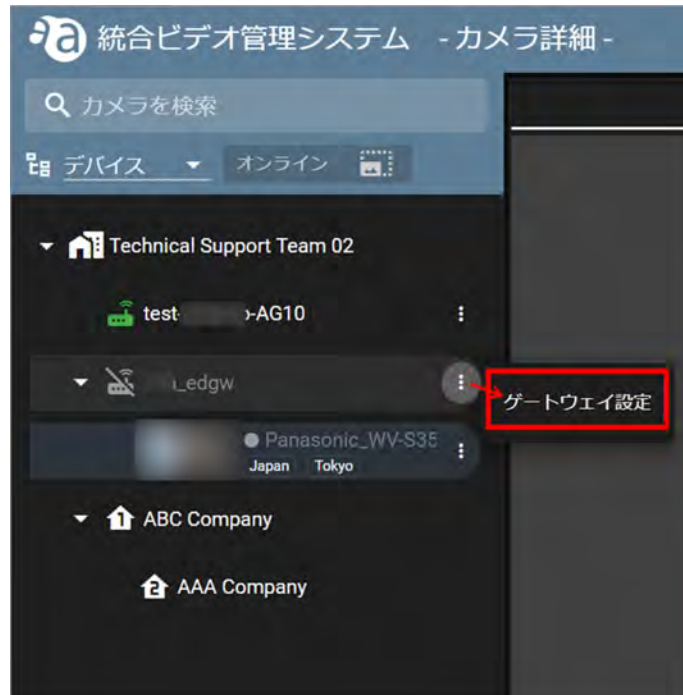 統合ビデオ管理システム - カメラ詳細 -
カメラを検索
デバイス オンライン
Technical Support Team 02
test -AG10
_edgw
ゲートウェイ設定
Panasonic_WV-S35
Japan Tokyo
1 ABC Company
2 AAA Company